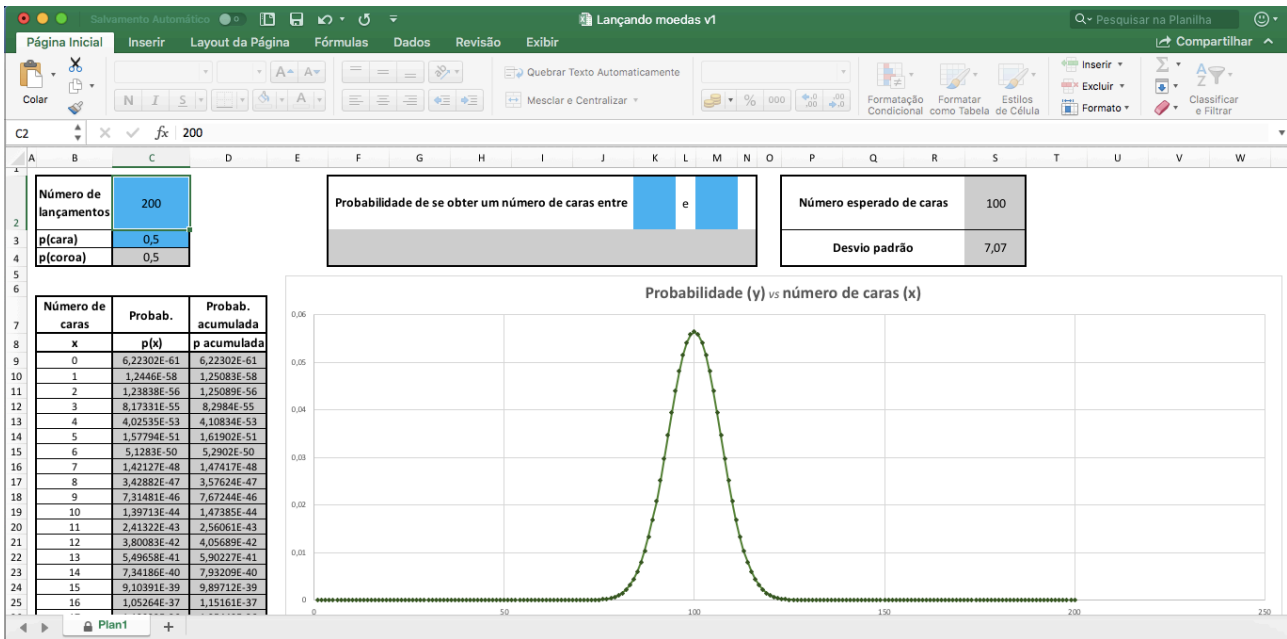 Salvamento Automático
Lançando moedas v1
Pesquisar na Planilha
Página Inicial Inserir Layout da Página Fórmulas Dados Revisão Exibir
Compartilhar
Colar
N I S
A A
Quebrar Texto Automaticamente
Mesclar e Centralizar
% 000
Formatação Condicional
Formatar como Tabela
Estilos de Célula
Inserir
Excluir
Formato
Classificar e Filtrar
C2 fx 200
A B C D E F G H I J K L M N O P Q R S T U V W
1
2 Número de lançamentos 200
3 p(cara) 0,5
4 p(coroa) 0,5
Probabilidade de se obter um número de caras entre e
Número esperado de caras 100
Desvio padrão 7,07
5
6
7 Número de caras Probab. Probab. acumulada
8 x p(x) p acumulada
9 0 6,22302E-61 6,22302E-61
10 1 1,2446E-58 1,25083E-58
11 2 1,23838E-56 1,25089E-56
12 3 8,17331E-55 8,2984E-55
13 4 4,02535E-53 4,10834E-53
14 5 1,57794E-51 1,61902E-51
15 6 5,1283E-50 5,2902E-50
16 7 1,42127E-48 1,47417E-48
17 8 3,42882E-47 3,57624E-47
18 9 7,31481E-46 7,67244E-46
19 10 1,39713E-44 1,47385E-44
20 11 2,41322E-43 2,56061E-43
21 12 3,80083E-42 4,05689E-42
22 13 5,49658E-41 5,90227E-41
23 14 7,34186E-40 7,93209E-40
24 15 9,10391E-39 9,89712E-39
25 16 1,05264E-37 1,15161E-37
Probabilidade (y) vs número de caras (x)
0,06
0,05
0,04
0,03
0,02
0,01
0
0 50 100 150 200 250
Plan1 +